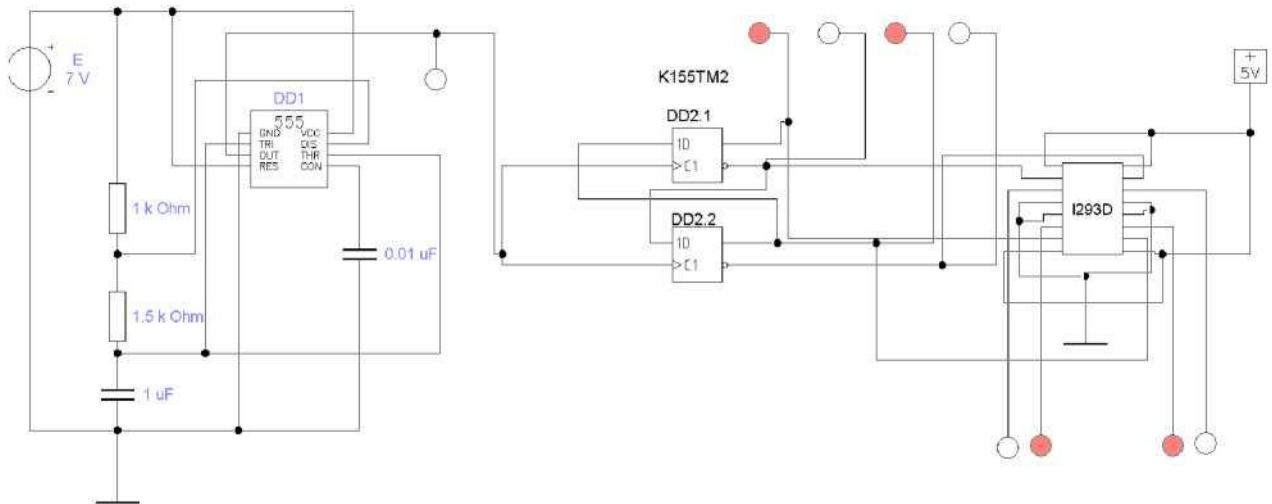 E
7 V
DD1
555
GND VCC
TRI DIS
OUT THR
RES CON
1 k Ohm
1.5 k Ohm
1 uF
0.01 uF
K155TM2
DD2.1
1D
C1
DD2.2
1D
C1
I293D
+
5V